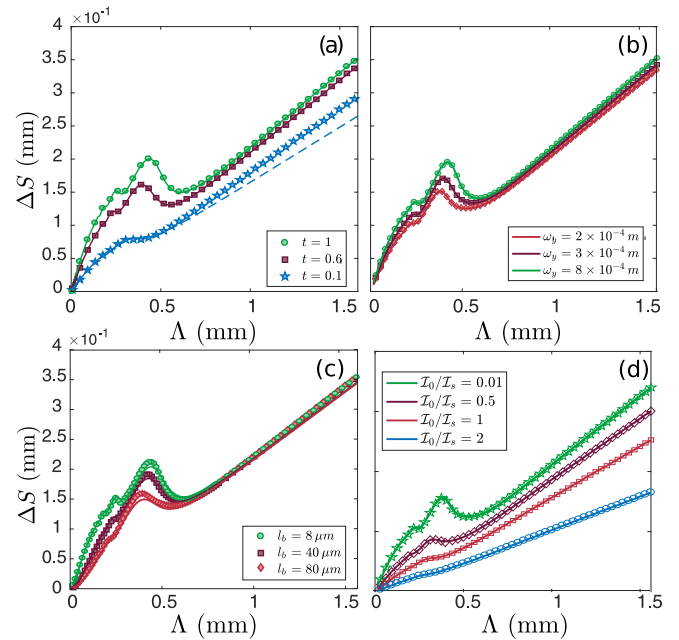 ×10⁻¹
4
3.5
3
2.5
2
1.5
1
0.5
0
ΔS (mm)
(a)
t = 1
t = 0.6
t = 0.1
0 0.5 1 1.5
Λ (mm)
(b)
ω_y = 2 × 10⁻⁴ m
ω_y = 3 × 10⁻⁴ m
ω_y = 8 × 10⁻⁴ m
0 0.5 1 1.5
Λ (mm)
×10⁻¹
4
3.5
3
2.5
2
1.5
1
0.5
0
ΔS (mm)
(c)
l_b = 8 μm
l_b = 40 μm
l_b = 80 μm
0 0.5 1 1.5
Λ (mm)
(d)
I₀/I_s = 0.01
I₀/I_s = 0.5
I₀/I_s = 1
I₀/I_s = 2
0 0.5 1 1.5
Λ (mm)